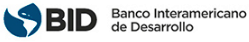 BID
Banco Interamericano
de Desarrollo